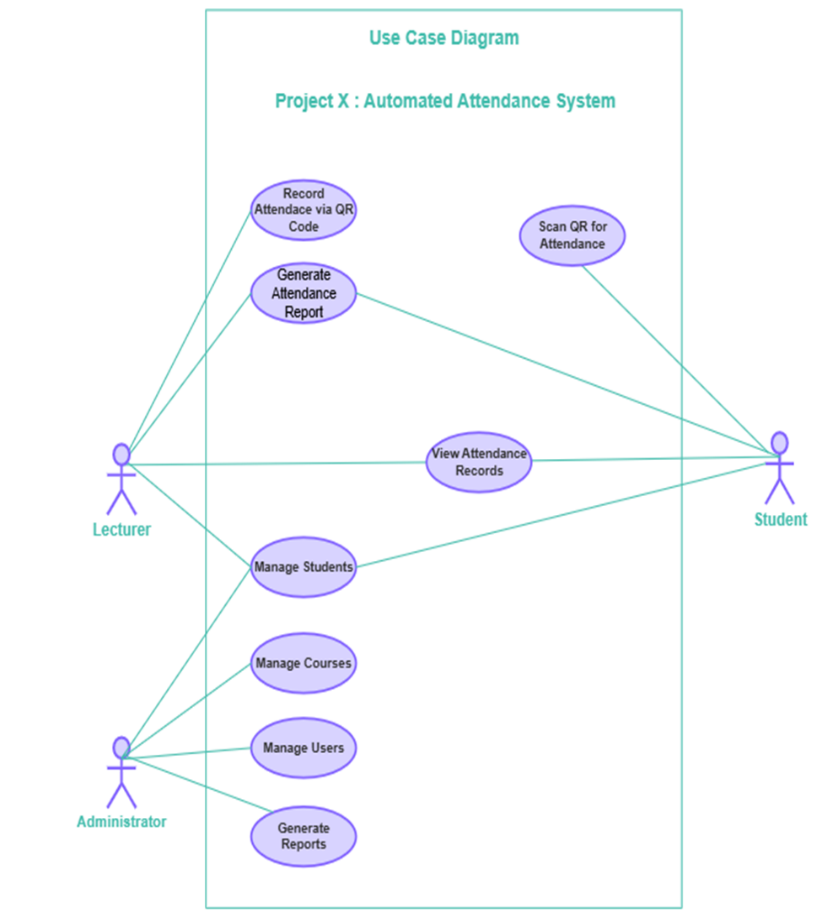 Use Case Diagram
Project X : Automated Attendance System
Record
Attendace via QR
Code
Scan QR for
Attendance
Generate
Attendance
Report
View Attendance
Records
Lecturer
Student
Manage Students
Manage Courses
Manage Users
Administrator
Generate
Reports